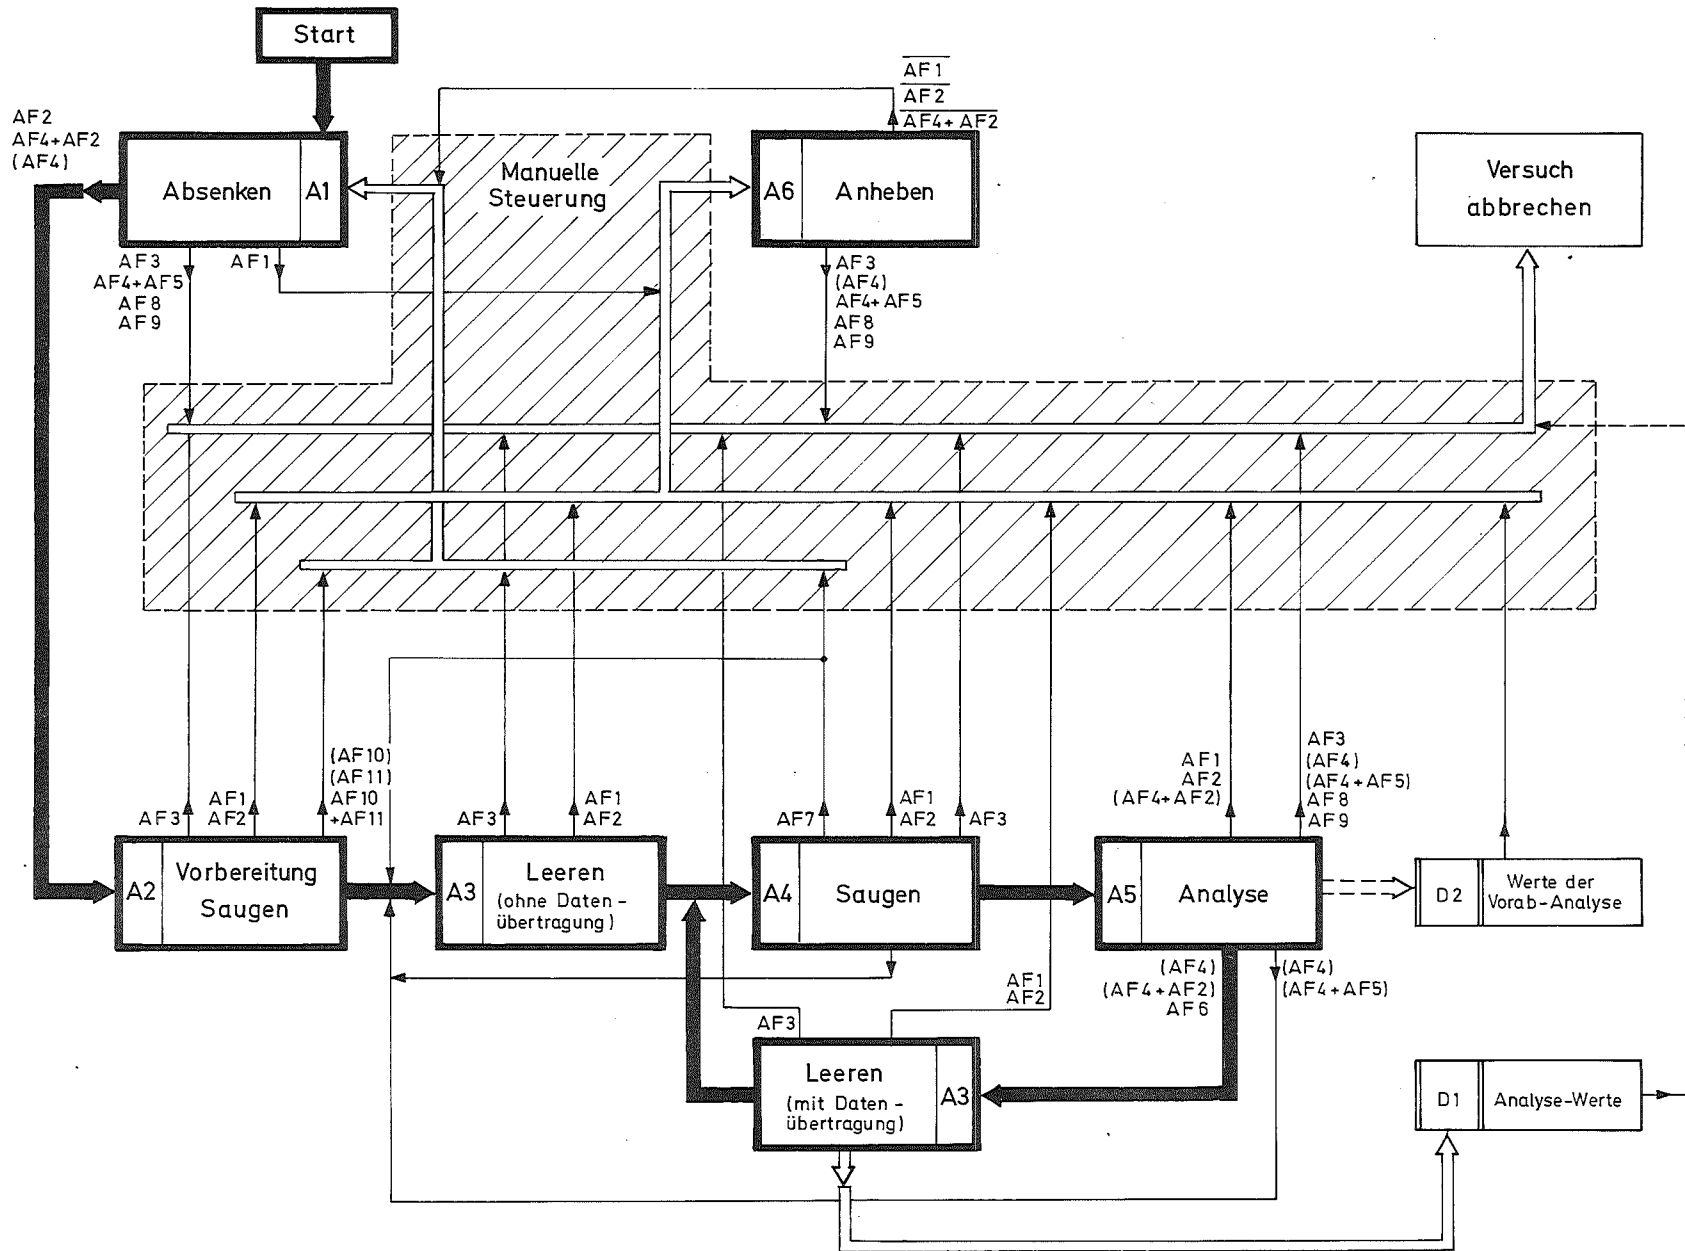 Start
AF1
AF2
AF4+AF2
AF2
AF4+AF2
(AF4)
Absenken
A1
Manuelle
Steuerung
A6
Anheben
Versuch
abbrechen
AF3
AF4+AF5
AF8
AF9
AF1
AF3
(AF4)
AF4+AF5
AF8
AF9
AF3
AF1
AF2
(AF10)
(AF11)
AF10
+AF11
AF3
AF1
AF2
AF7
AF1
AF2
AF3
AF1
AF2
(AF4+AF2)
AF3
(AF4)
(AF4+AF5)
AF8
AF9
A2
Vorbereitung
Saugen
A3
Leeren
(ohne Daten-
übertragung)
A4
Saugen
A5
Analyse
D2
Werte der
Vorab-Analyse
AF1
AF2
(AF4)
(AF4+AF2)
AF6
(AF4)
(AF4+AF5)
AF3
Leeren
(mit Daten-
übertragung)
A3
D1
Analyse-Werte